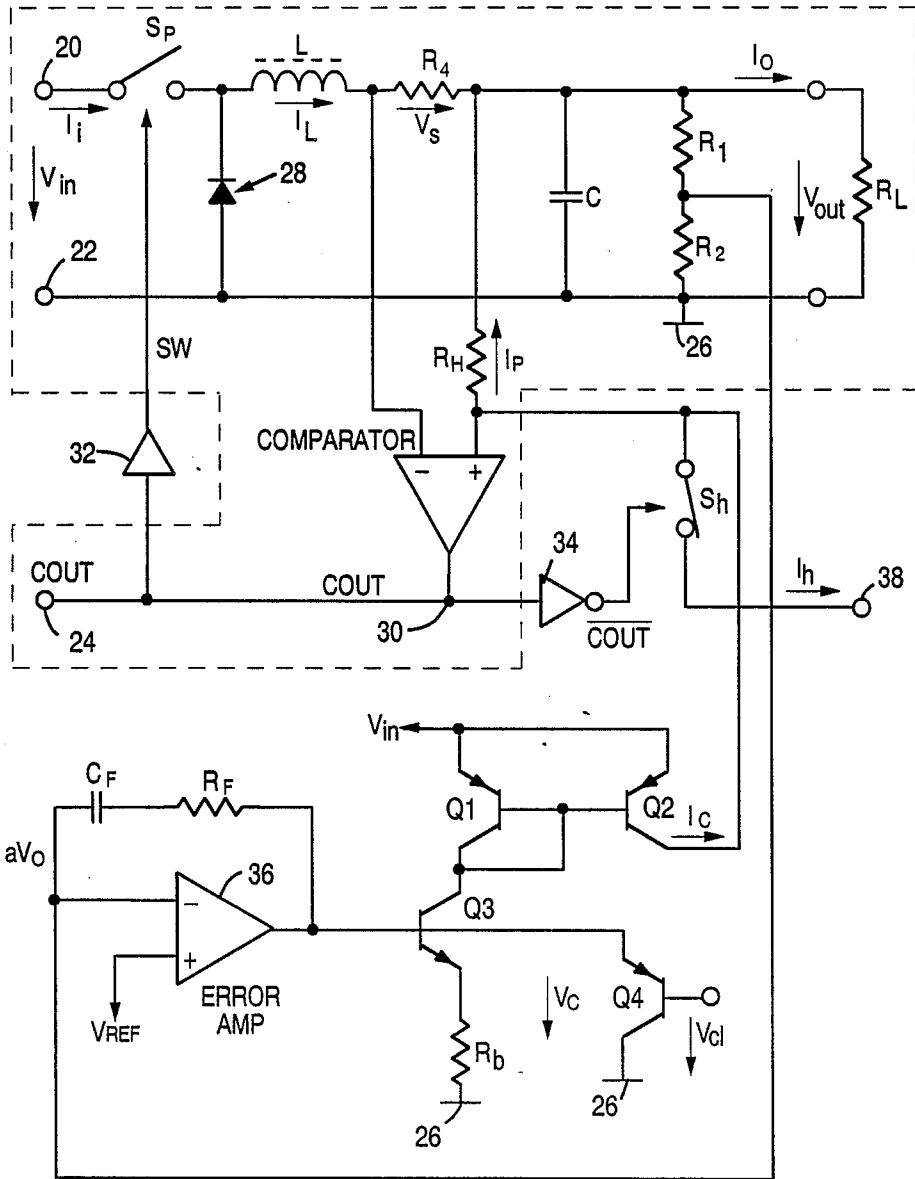 20
S_P
L
R_4
I_O
I_i
I_L
V_s
R_1
V_in
28
C
V_out
R_L
22
R_2
26
SW
R_H
I_P
32
COMPARATOR
-
+
S_h
34
COUT
COUT
I_h
38
24
30
COUT
V_in
C_F
R_F
Q1
Q2
I_C
aV_O
36
Q3
-
+
V_REF
ERROR
AMP
V_C
Q4
V_cl
R_b
26
26